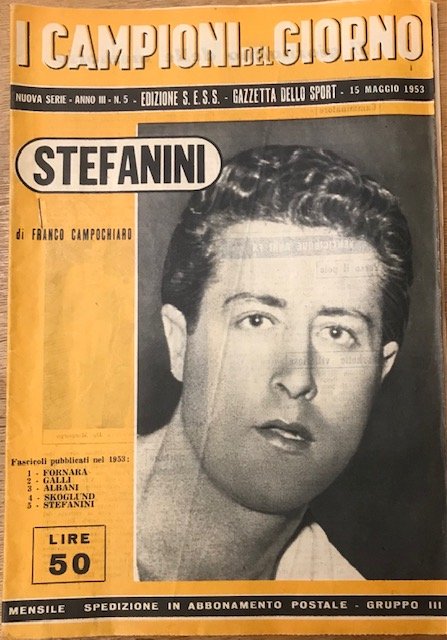 I CAMPIONI DEL GIORNO
NUOVA SERIE - ANNO III - N. 5 - EDIZIONE S.E.S.S. - GAZZETTA DELLO SPORT - 15 MAGGIO 1953
STEFANINI
di FRANCO CAMPOCHIARO
Fascicoli pubblicati nel 1953:
1 - FORNARA
2 - GALLI
3 - ALBANI
4 - SKOGLUND
5 - STEFANINI
LIRE
50
MENSILE SPEDIZIONE IN ABBONAMENTO POSTALE - GRUPPO III